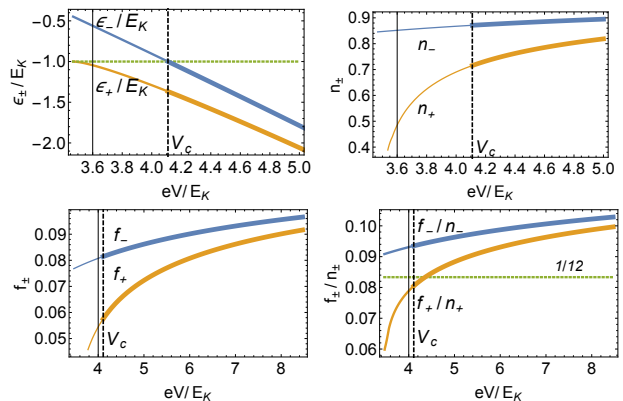 -0.5
-1.0
-1.5
-2.0
ϵ± / E_K
ϵ₋ / E_K
ϵ₊ / E_K
V_c
3.6 3.8 4.0 4.2 4.4 4.6 4.8 5.0
eV / E_K
0.9
0.8
0.7
0.6
0.5
0.4
n±
n₋
n₊
V_c
3.6 3.8 4.0 4.2 4.4 4.6 4.8 5.0
eV / E_K
0.09
0.08
0.07
0.06
0.05
f±
f₋
f₊
V_c
4 5 6 7 8
eV / E_K
0.10
0.09
0.08
0.07
0.06
f± / n±
f₋ / n₋
1/12
f₊ / n₊
V_c
4 5 6 7 8
eV / E_K